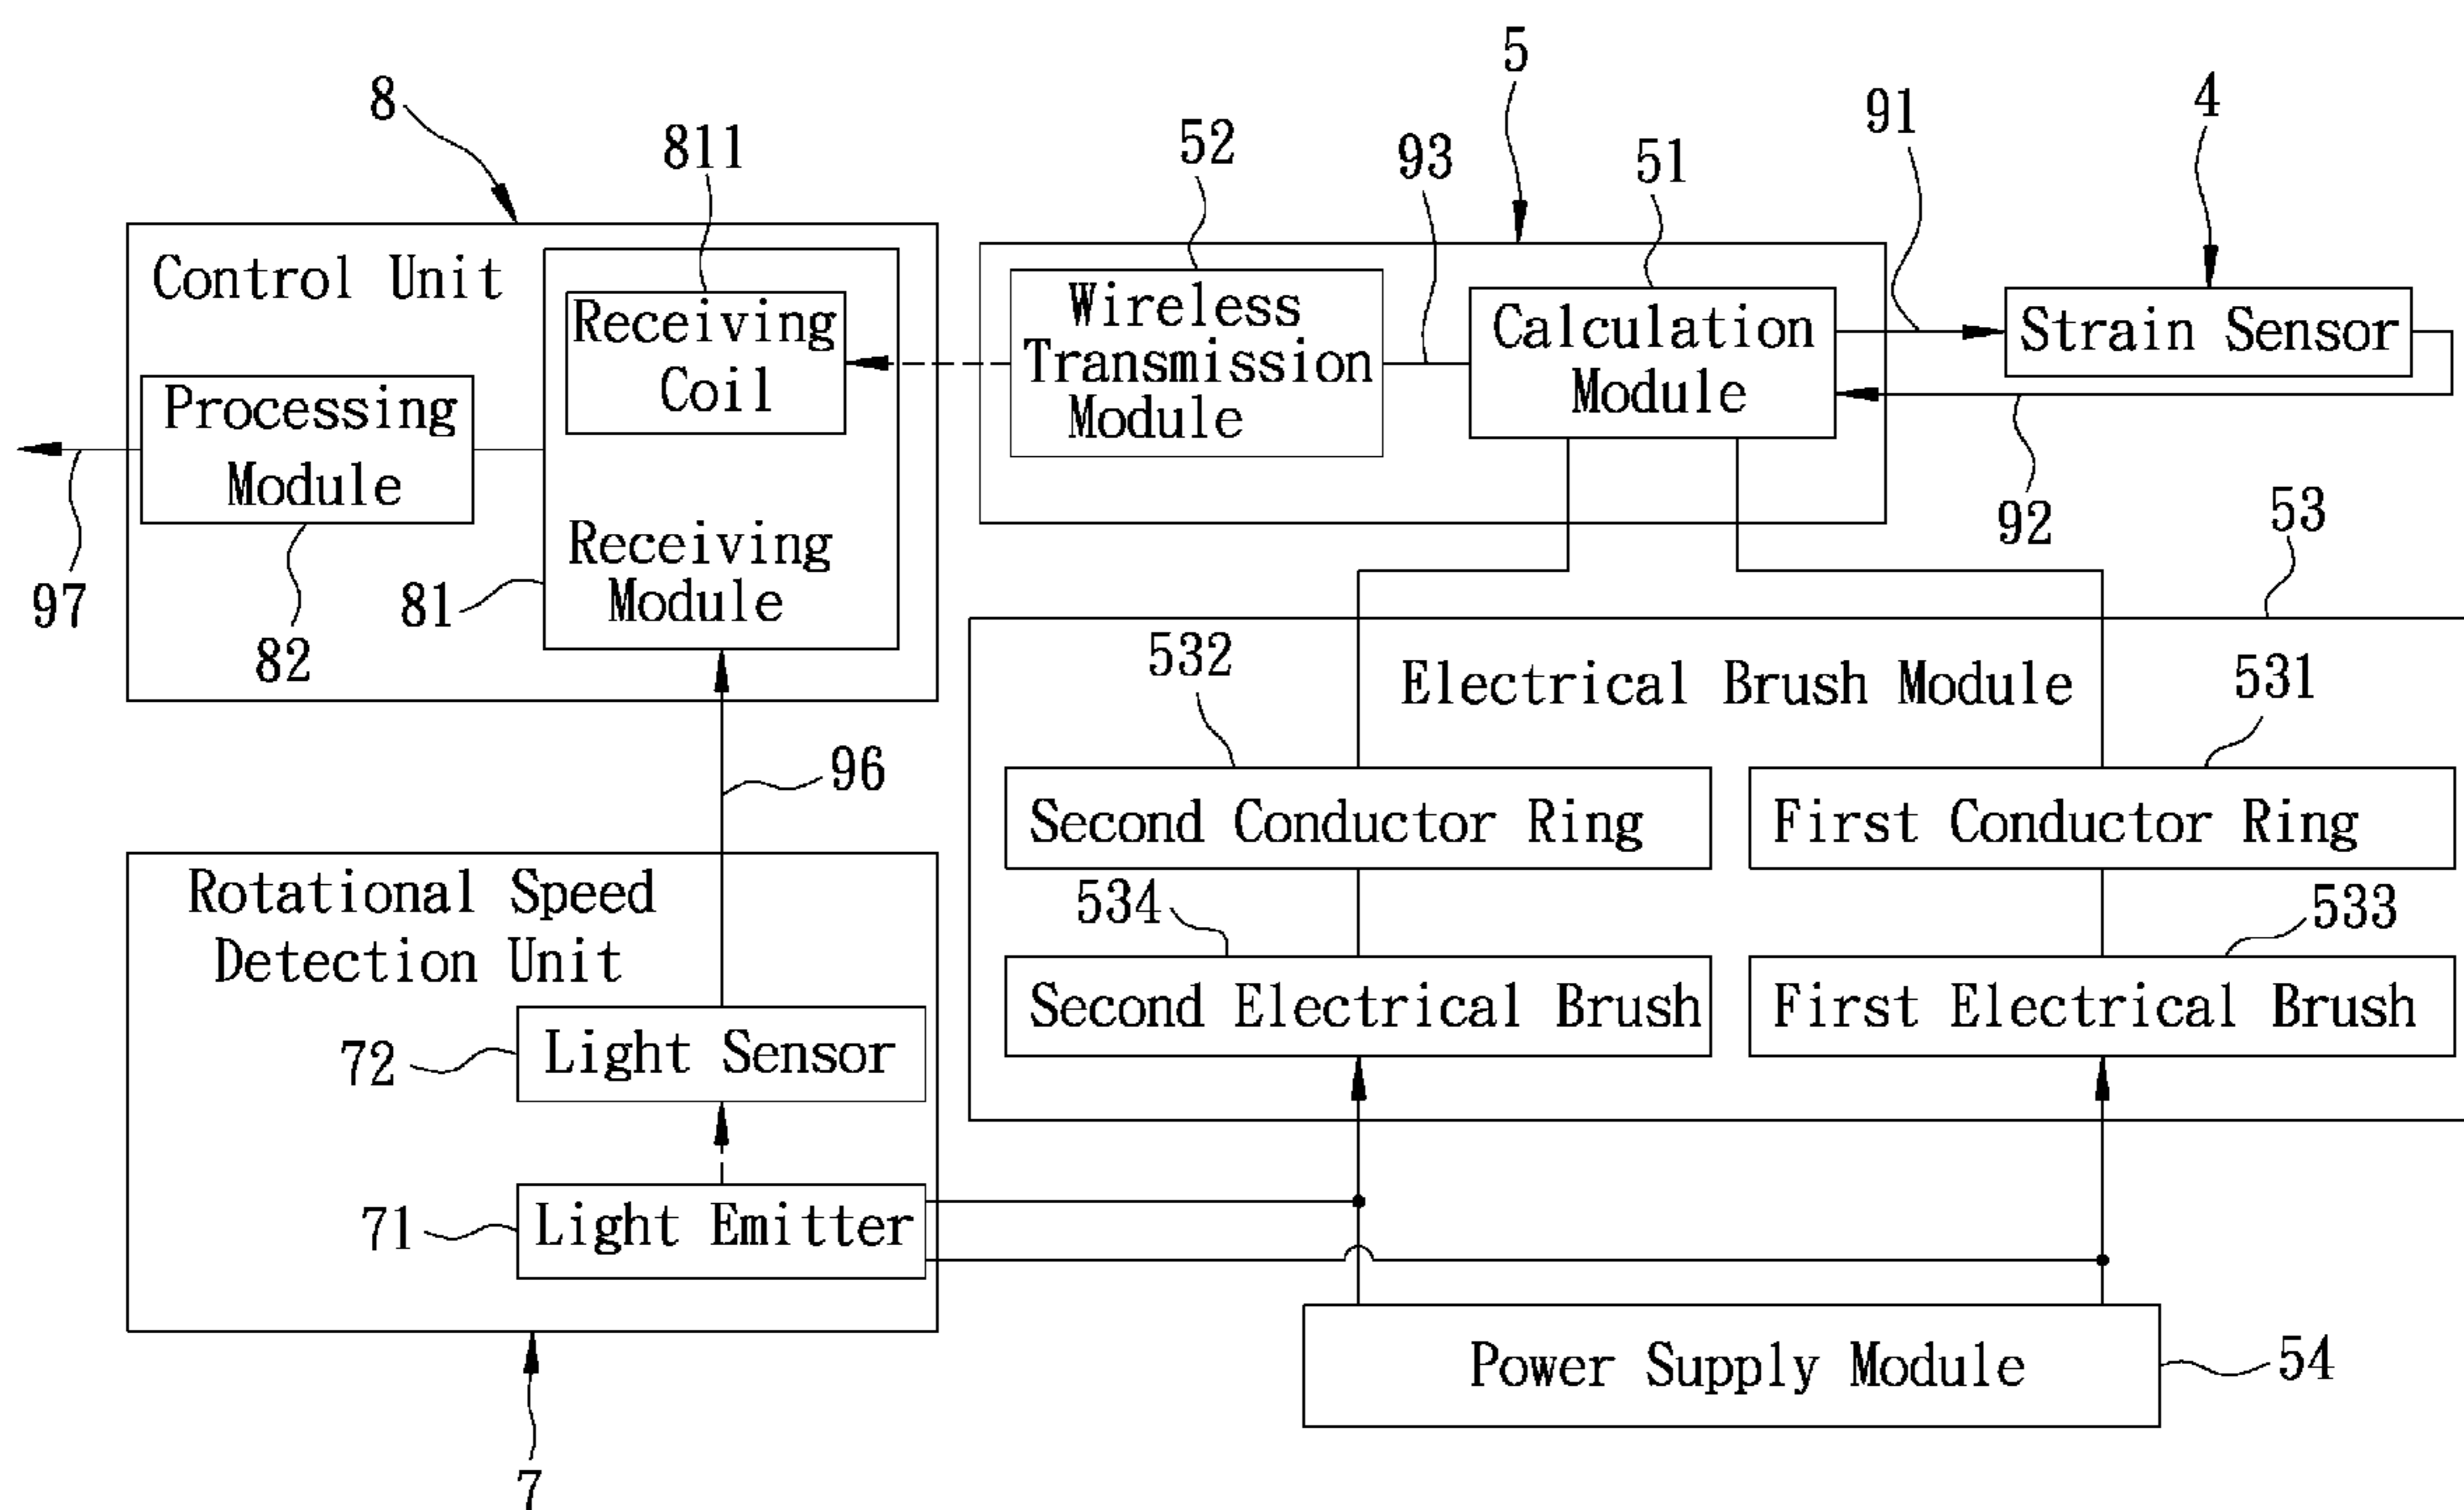 5
8
4
91
811
52
93
51
Control Unit
Receiving
Coil
Wireless
Transmission
Module
Calculation
Module
Strain Sensor
Processing
Module
Receiving
Module
97
82
81
92
53
532
Electrical Brush Module
531
96
Second Conductor Ring
First Conductor Ring
Rotational Speed
Detection Unit
534
533
Second Electrical Brush
First Electrical Brush
72
Light Sensor
71
Light Emitter
Power Supply Module
54
7